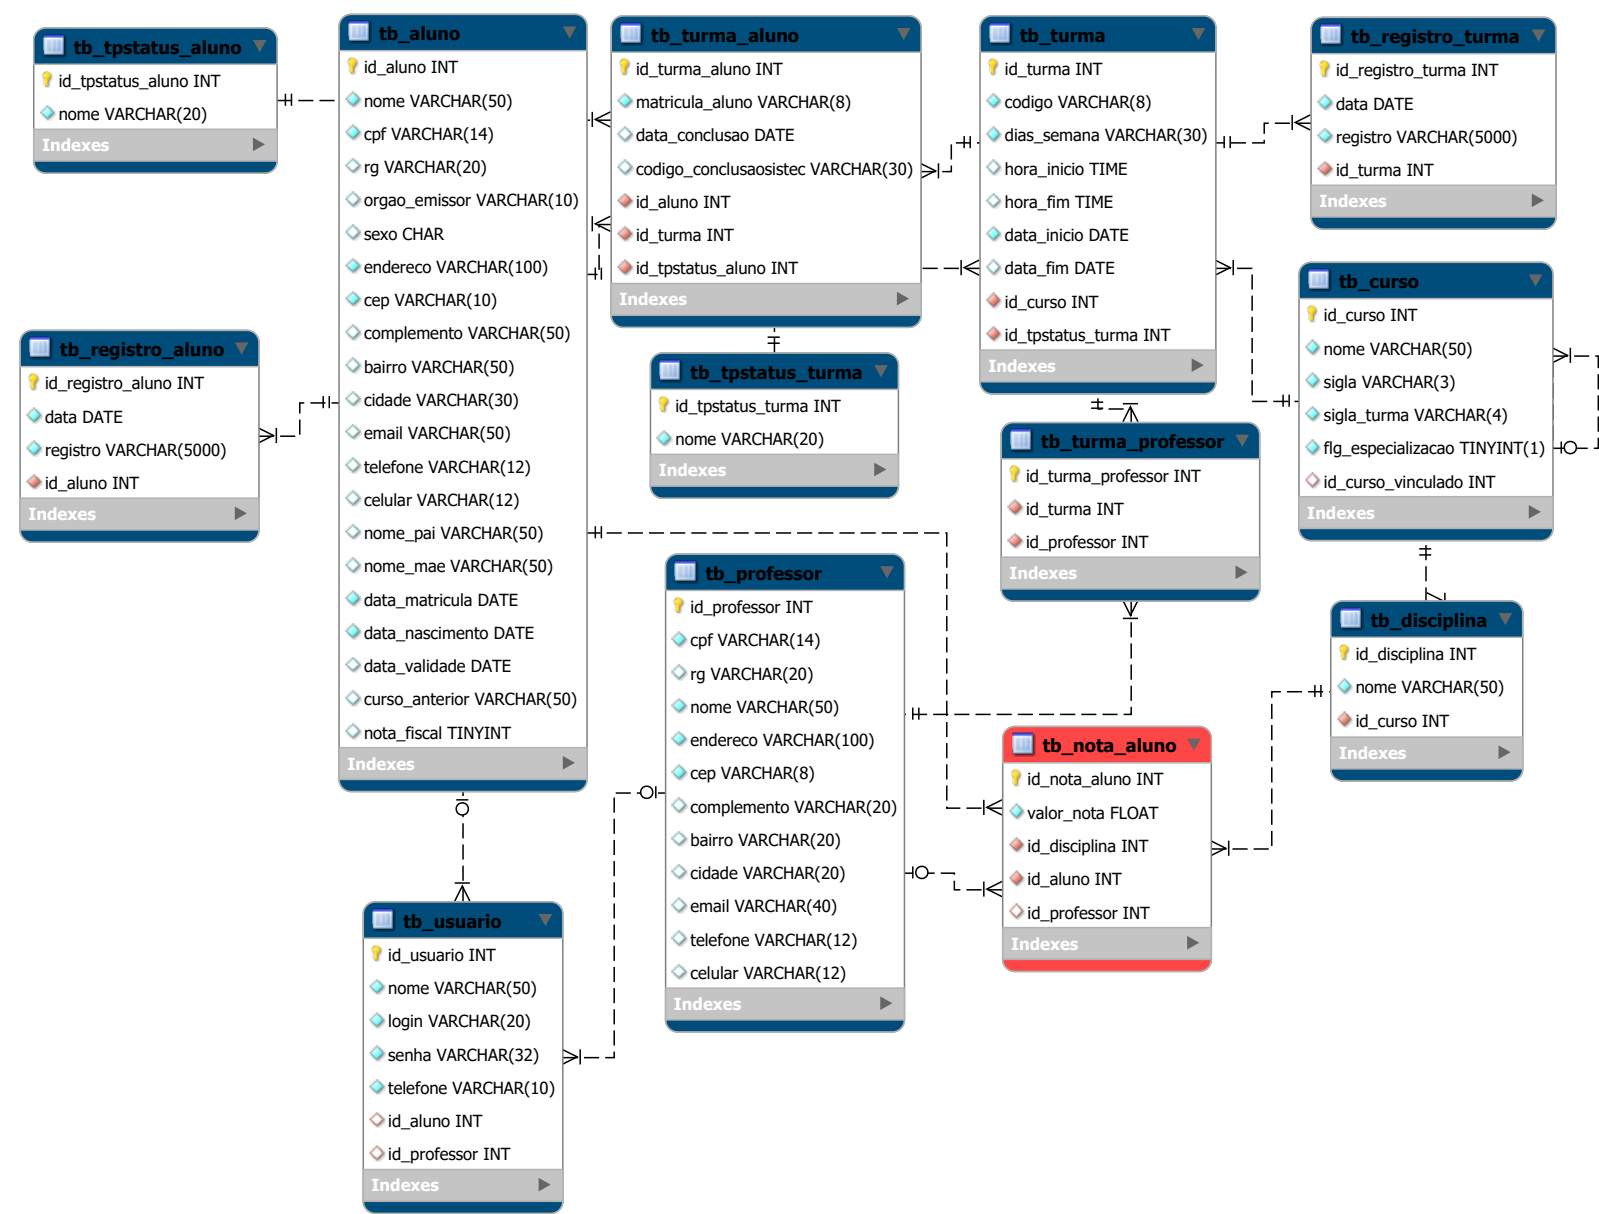 tb_tpstatus_aluno
id_tpstatus_aluno INT
nome VARCHAR(20)
Indexes
tb_aluno
id_aluno INT
nome VARCHAR(50)
cpf VARCHAR(14)
rg VARCHAR(20)
orgao_emissor VARCHAR(10)
sexo CHAR
endereco VARCHAR(100)
cep VARCHAR(10)
complemento VARCHAR(50)
bairro VARCHAR(50)
cidade VARCHAR(30)
email VARCHAR(50)
telefone VARCHAR(12)
celular VARCHAR(12)
nome_pai VARCHAR(50)
nome_mae VARCHAR(50)
data_matricula DATE
data_nascimento DATE
data_validade DATE
curso_anterior VARCHAR(50)
nota_fiscal TINYINT
Indexes
tb_turma_aluno
id_turma_aluno INT
matricula_aluno VARCHAR(8)
data_conclusao DATE
codigo_conclusaosistec VARCHAR(30)
id_aluno INT
id_turma INT
id_tpstatus_aluno INT
Indexes
tb_turma
id_turma INT
codigo VARCHAR(8)
dias_semana VARCHAR(30)
hora_inicio TIME
hora_fim TIME
data_inicio DATE
data_fim DATE
id_curso INT
id_tpstatus_turma INT
Indexes
tb_registro_turma
id_registro_turma INT
data DATE
registro VARCHAR(5000)
id_turma INT
Indexes
tb_curso
id_curso INT
nome VARCHAR(50)
sigla VARCHAR(3)
sigla_turma VARCHAR(4)
flg_especializacao TINYINT(1)
id_curso_vinculado INT
Indexes
tb_registro_aluno
id_registro_aluno INT
data DATE
registro VARCHAR(5000)
id_aluno INT
Indexes
tb_tpstatus_turma
id_tpstatus_turma INT
nome VARCHAR(20)
Indexes
tb_turma_professor
id_turma_professor INT
id_turma INT
id_professor INT
Indexes
tb_professor
id_professor INT
cpf VARCHAR(14)
rg VARCHAR(20)
nome VARCHAR(50)
endereco VARCHAR(100)
cep VARCHAR(8)
complemento VARCHAR(20)
bairro VARCHAR(20)
cidade VARCHAR(20)
email VARCHAR(40)
telefone VARCHAR(12)
celular VARCHAR(12)
Indexes
tb_disciplina
id_disciplina INT
nome VARCHAR(50)
id_curso INT
Indexes
tb_nota_aluno
id_nota_aluno INT
valor_nota FLOAT
id_disciplina INT
id_aluno INT
id_professor INT
Indexes
tb_usuario
id_usuario INT
nome VARCHAR(50)
login VARCHAR(20)
senha VARCHAR(32)
telefone VARCHAR(10)
id_aluno INT
id_professor INT
Indexes